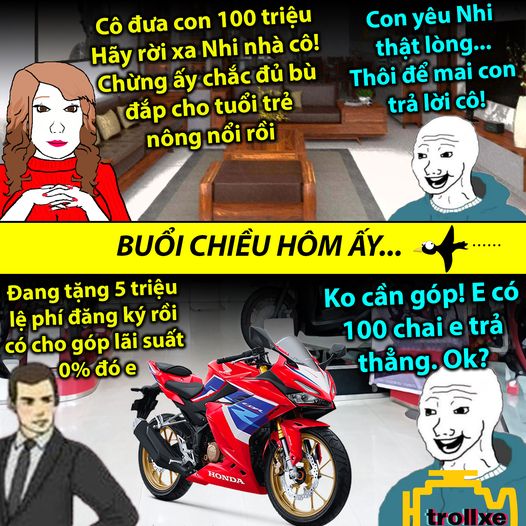 Cô đưa con 100 triệu
Hãy rời xa Nhi nhà cô!
Chừng ấy chắc đủ bù
đắp cho tuổi trẻ
nông nổi rồi
Con yêu Nhi
thật lòng...
Thôi để mai con
trả lời cô!
BUỔI CHIỀU HÔM ẤY...
Đang tặng 5 triệu
lệ phí đăng ký rồi
có cho góp lãi suất
0% đó e
Ko cần góp! E có
100 chai e trả
thẳng. Ok?
HONDA
trollxe